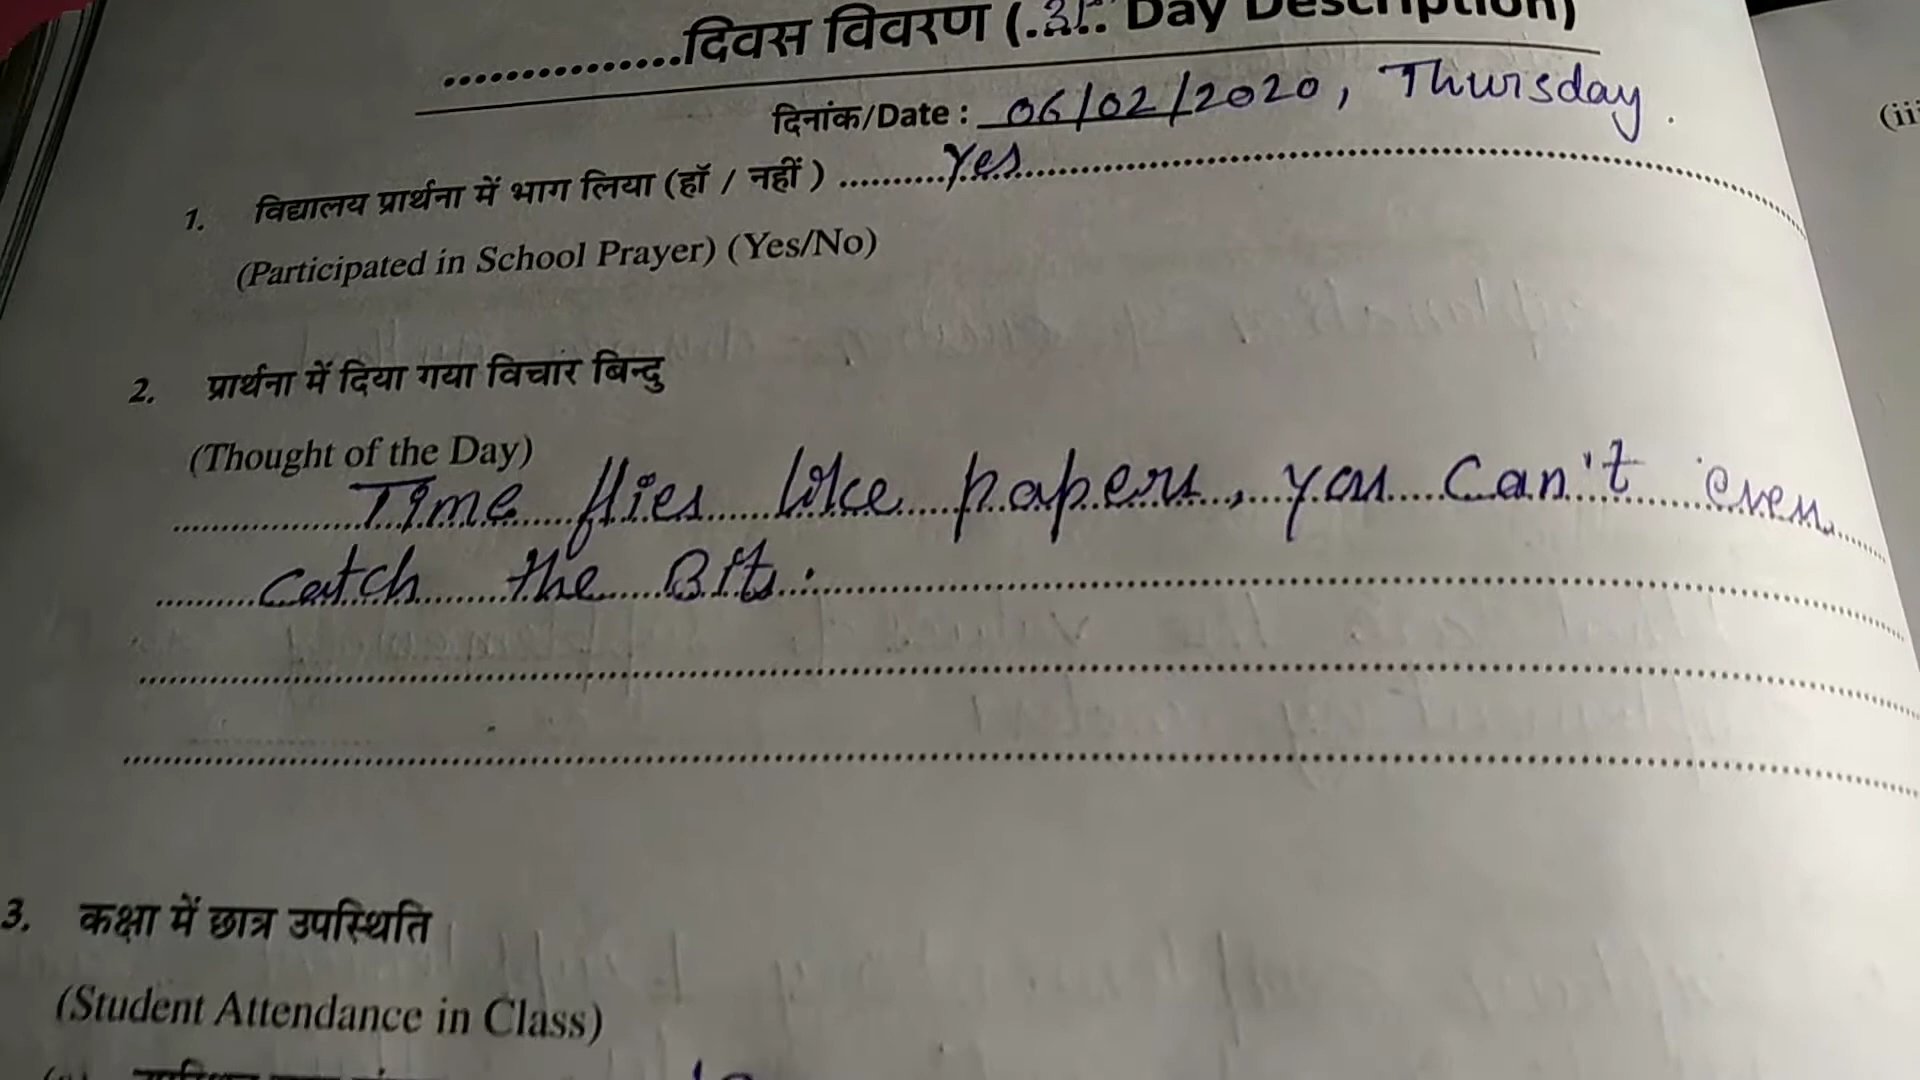 ...............दिवस विवरण (.31.. Day Description)
दिनांक/Date : 06/02/2020, Thursday.
1. विद्यालय प्रार्थना में भाग लिया (हॉ / नहीं ) ..........Yes..........
(Participated in School Prayer) (Yes/No)
2. प्रार्थना में दिया गया विचार बिन्दु
(Thought of the Day)
Time flies like papers, you can't even
catch the Bits.
3. कक्षा में छात्र उपस्थिति
(Student Attendance in Class)
(iii